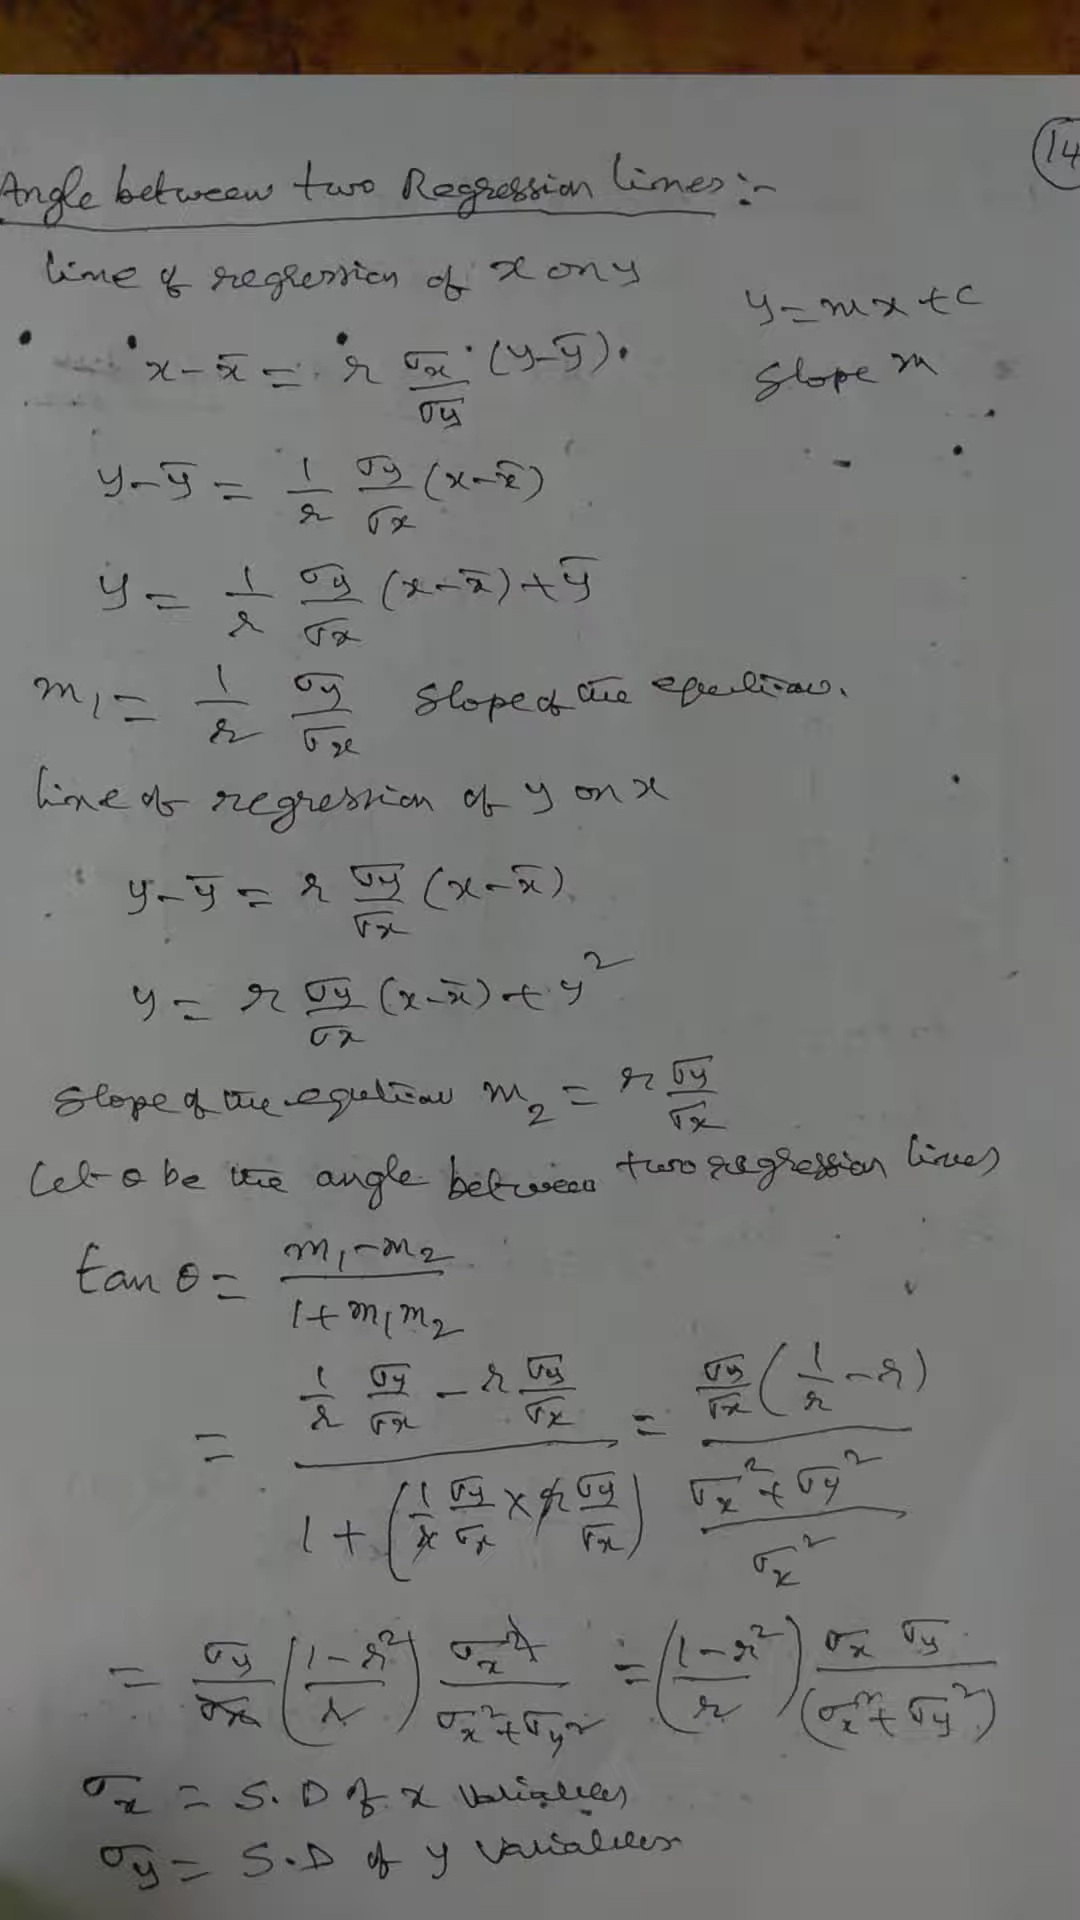 14
Angle between two Regression lines:-
line of regression of x on y
y = mx + c
x - x̄ = r σx/σy (y - ȳ).
Slope m
y - ȳ = 1/r σy/σx (x - x̄)
y = 1/r σy/σx (x - x̄) + ȳ
m₁ = 1/r σy/σx Slope of the equation.
line of regression of y on x
y - ȳ = r σy/σx (x - x̄)
y = r σy/σx (x - x̄) + y²
Slope of the eqution m₂ = r σy/σx
Let θ be the angle between two regression lines
tan θ = (m₁ - m₂)/(1 + m₁m₂)
= (1/r σy/σx - r σy/σx)/(1 + (1/r σy/σx × r σy/σx)) = (σy/σx (1/r - r))/((σx² + σy²)/σx²)
= σy/σx ((1 - r²)/r) σx²/(σx² + σy²) = ((1 - r²)/r) σx σy/(σx² + σy²)
σx = S.D of x variables
σy = S.D of y variables